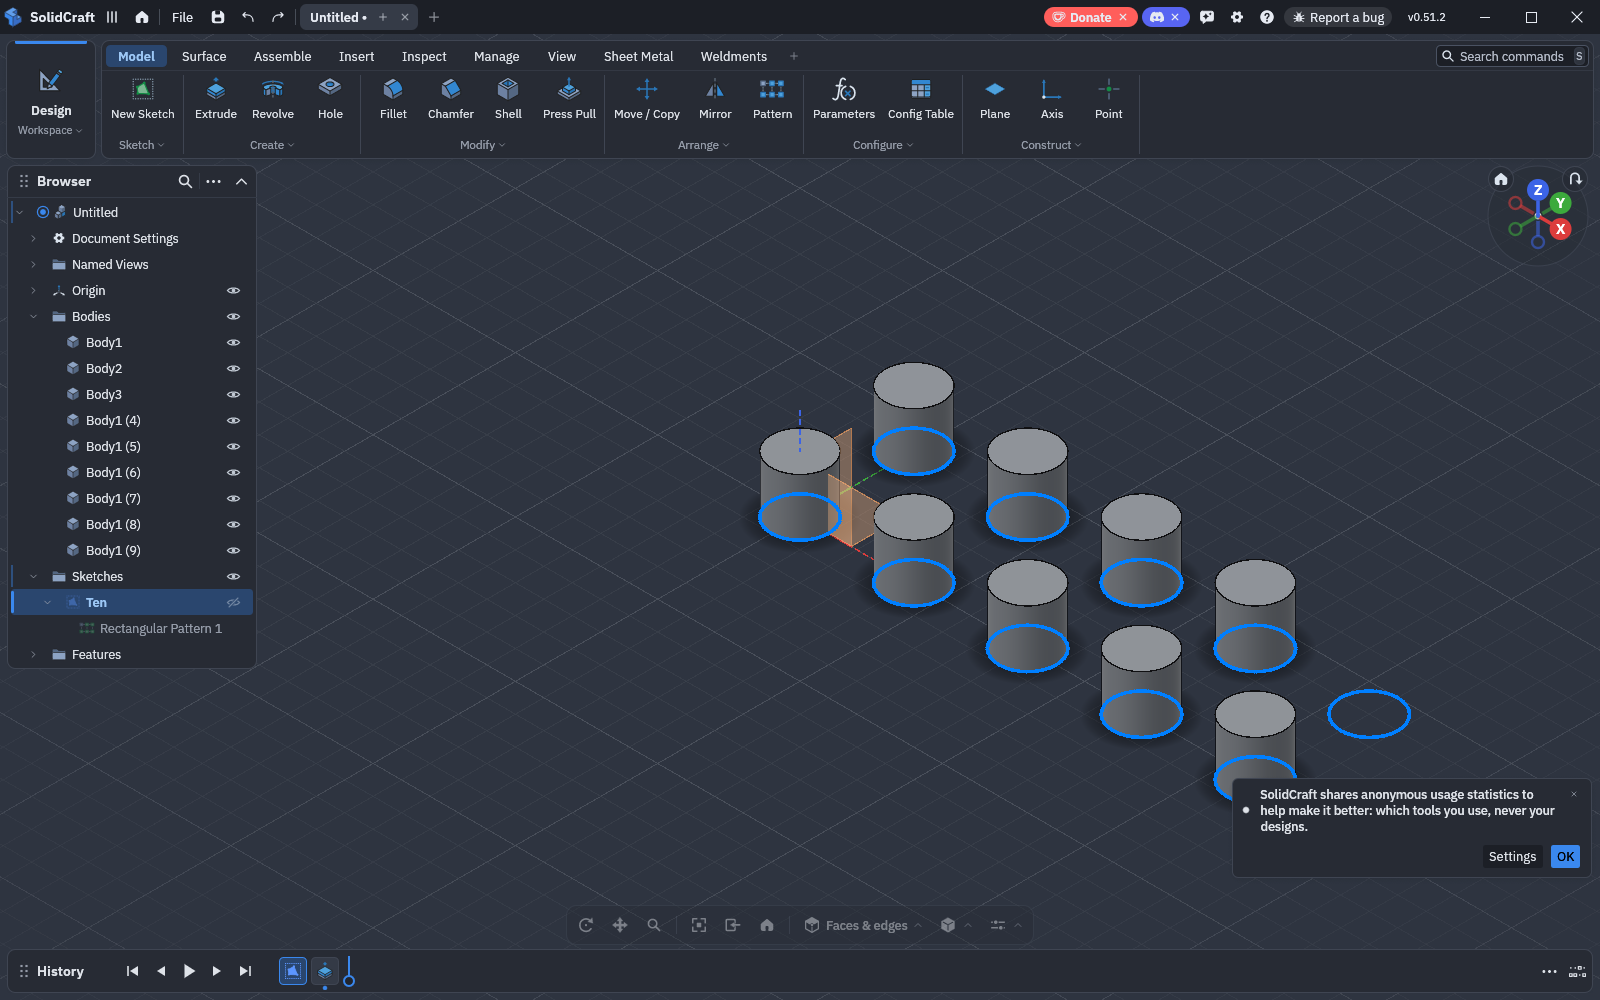 SolidCraft
File
Untitled •
Donate
Report a bug
v0.51.2
Design
Workspace
Model
Surface
Assemble
Insert
Inspect
Manage
View
Sheet Metal
Weldments
Search commands
S
New Sketch
Extrude
Revolve
Hole
Fillet
Chamfer
Shell
Press Pull
Move / Copy
Mirror
Pattern
Parameters
Config Table
Plane
Axis
Point
Sketch
Create
Modify
Arrange
Configure
Construct
Browser
Untitled
Document Settings
Named Views
Origin
Bodies
Body1
Body2
Body3
Body1 (4)
Body1 (5)
Body1 (6)
Body1 (7)
Body1 (8)
Body1 (9)
Sketches
Ten
Rectangular Pattern 1
Features
Z
Y
X
SolidCraft shares anonymous usage statistics to
help make it better: which tools you use, never your
designs.
Settings
OK
Faces & edges
History